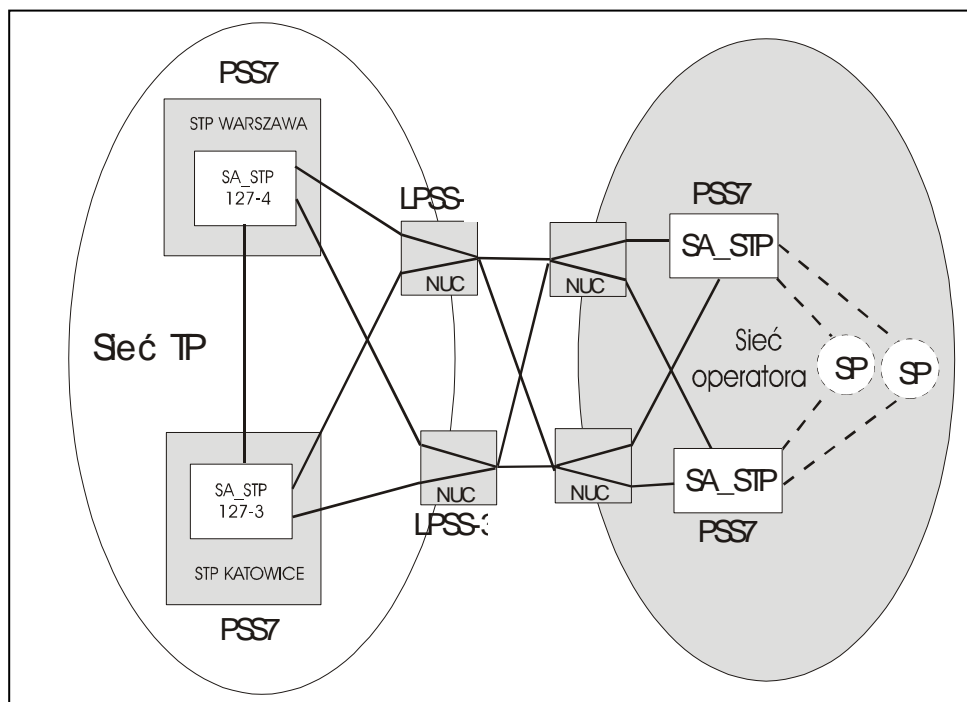 PSS7
STP WARSZAWA
SA_STP
127-4
LPSS-
NUC
Sieć TP
SA_STP
127-3
STP KATOWICE
PSS7
NUC
LPSS-3
NUC
NUC
PSS7
SA_STP
Sieć
operatora
SP
SP
SA_STP
PSS7